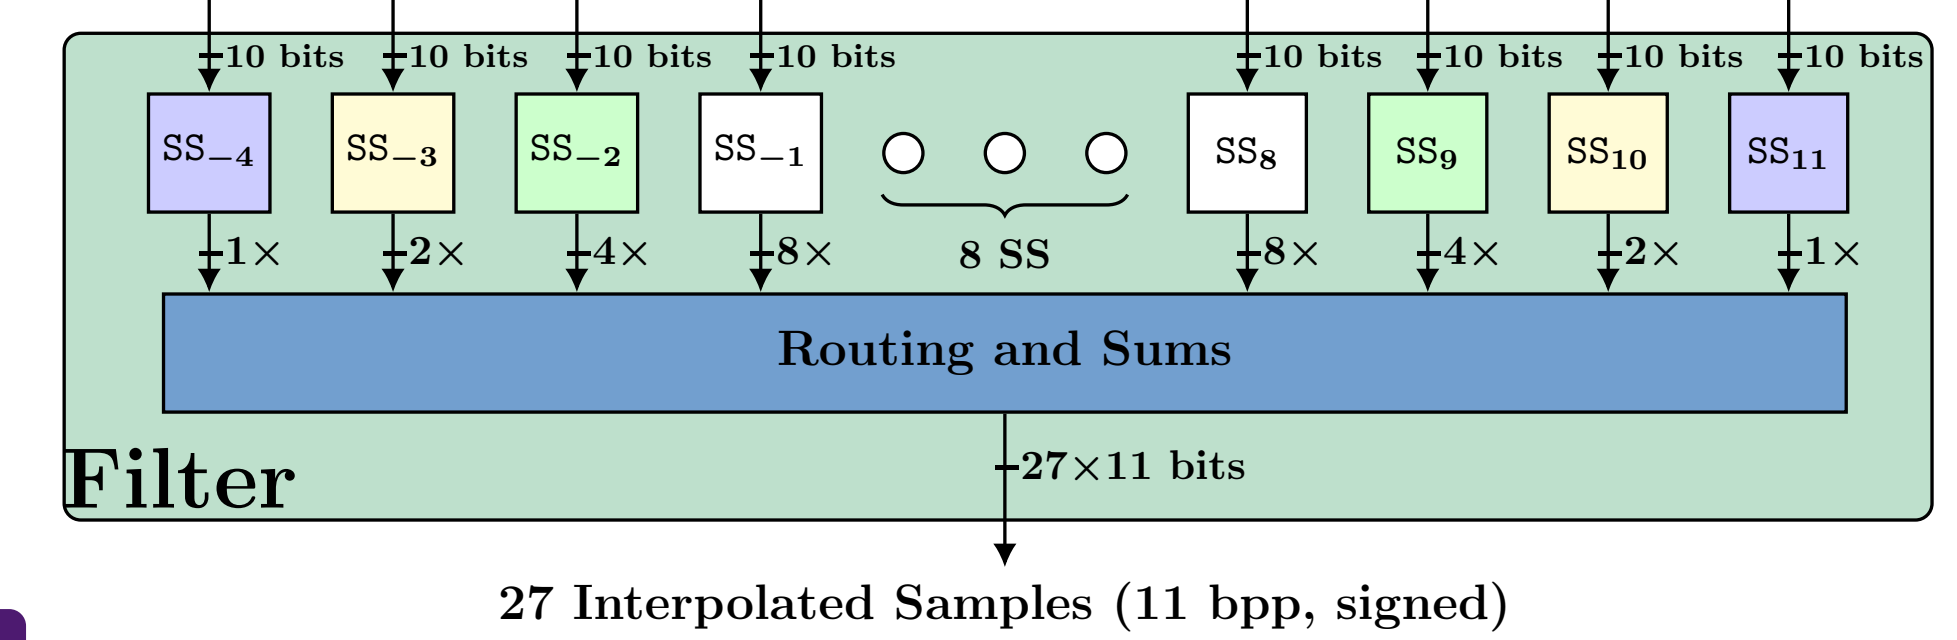 10 bits 10 bits 10 bits 10 bits 10 bits 10 bits 10 bits 10 bits
SS₋₄ SS₋₃ SS₋₂ SS₋₁ SS₈ SS₉ SS₁₀ SS₁₁
1× 2× 4× 8× 8 SS 8× 4× 2× 1×
Routing and Sums
Filter
27×11 bits
27 Interpolated Samples (11 bpp, signed)